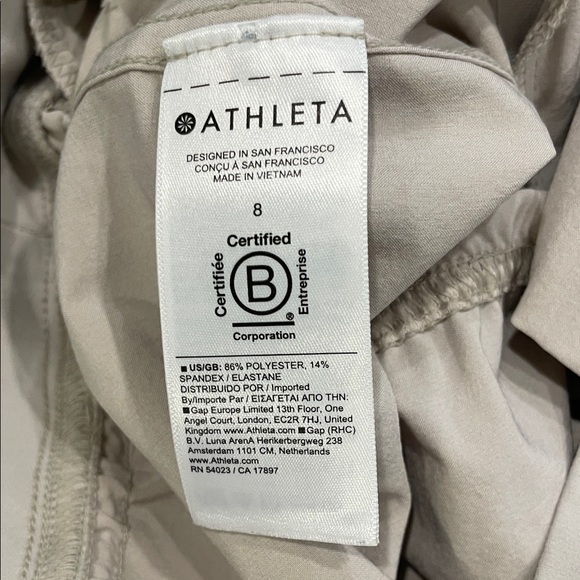 8
ATHLETA
DESIGNED IN SAN FRANCISCO
CONÇU À SAN FRANCISCO
MADE IN VIETNAM
8
Certified
Certifiée
B
Entreprise
®
Corporation
■ US/GB: 86% POLYESTER, 14%
SPANDEX / ELASTANE
DISTRIBUIDO POR / Imported
By/Importe Par / ΕΙΣΑΓΕΤΑΙ ΑΠΟ ΤΗΝ:
■Gap Europe Limited 13th Floor, One
Angel Court, London, EC2R 7HJ, United
Kingdom www.Athleta.com ■Gap (RHC)
B.V. Luna ArenA Herikerbergweg 238
Amsterdam 1101 CM, Netherlands
www.Athleta.com
RN 54023 / CA 17897